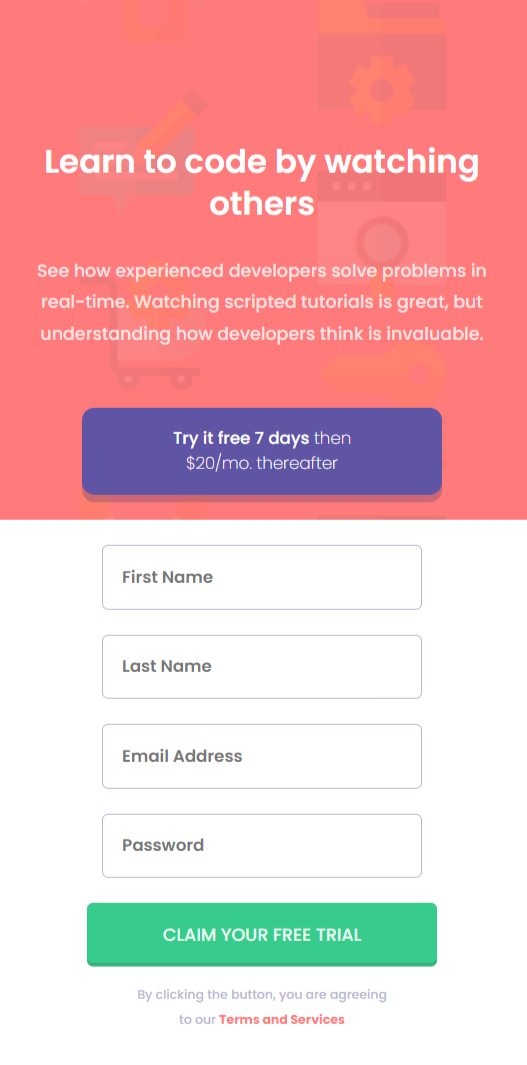 Learn to code by watching
others
See how experienced developers solve problems in
real-time. Watching scripted tutorials is great, but
understanding how developers think is invaluable.
Try it free 7 days then
$20/mo. thereafter
First Name
Last Name
Email Address
Password
CLAIM YOUR FREE TRIAL
By clicking the button, you are agreeing
to our Terms and Services